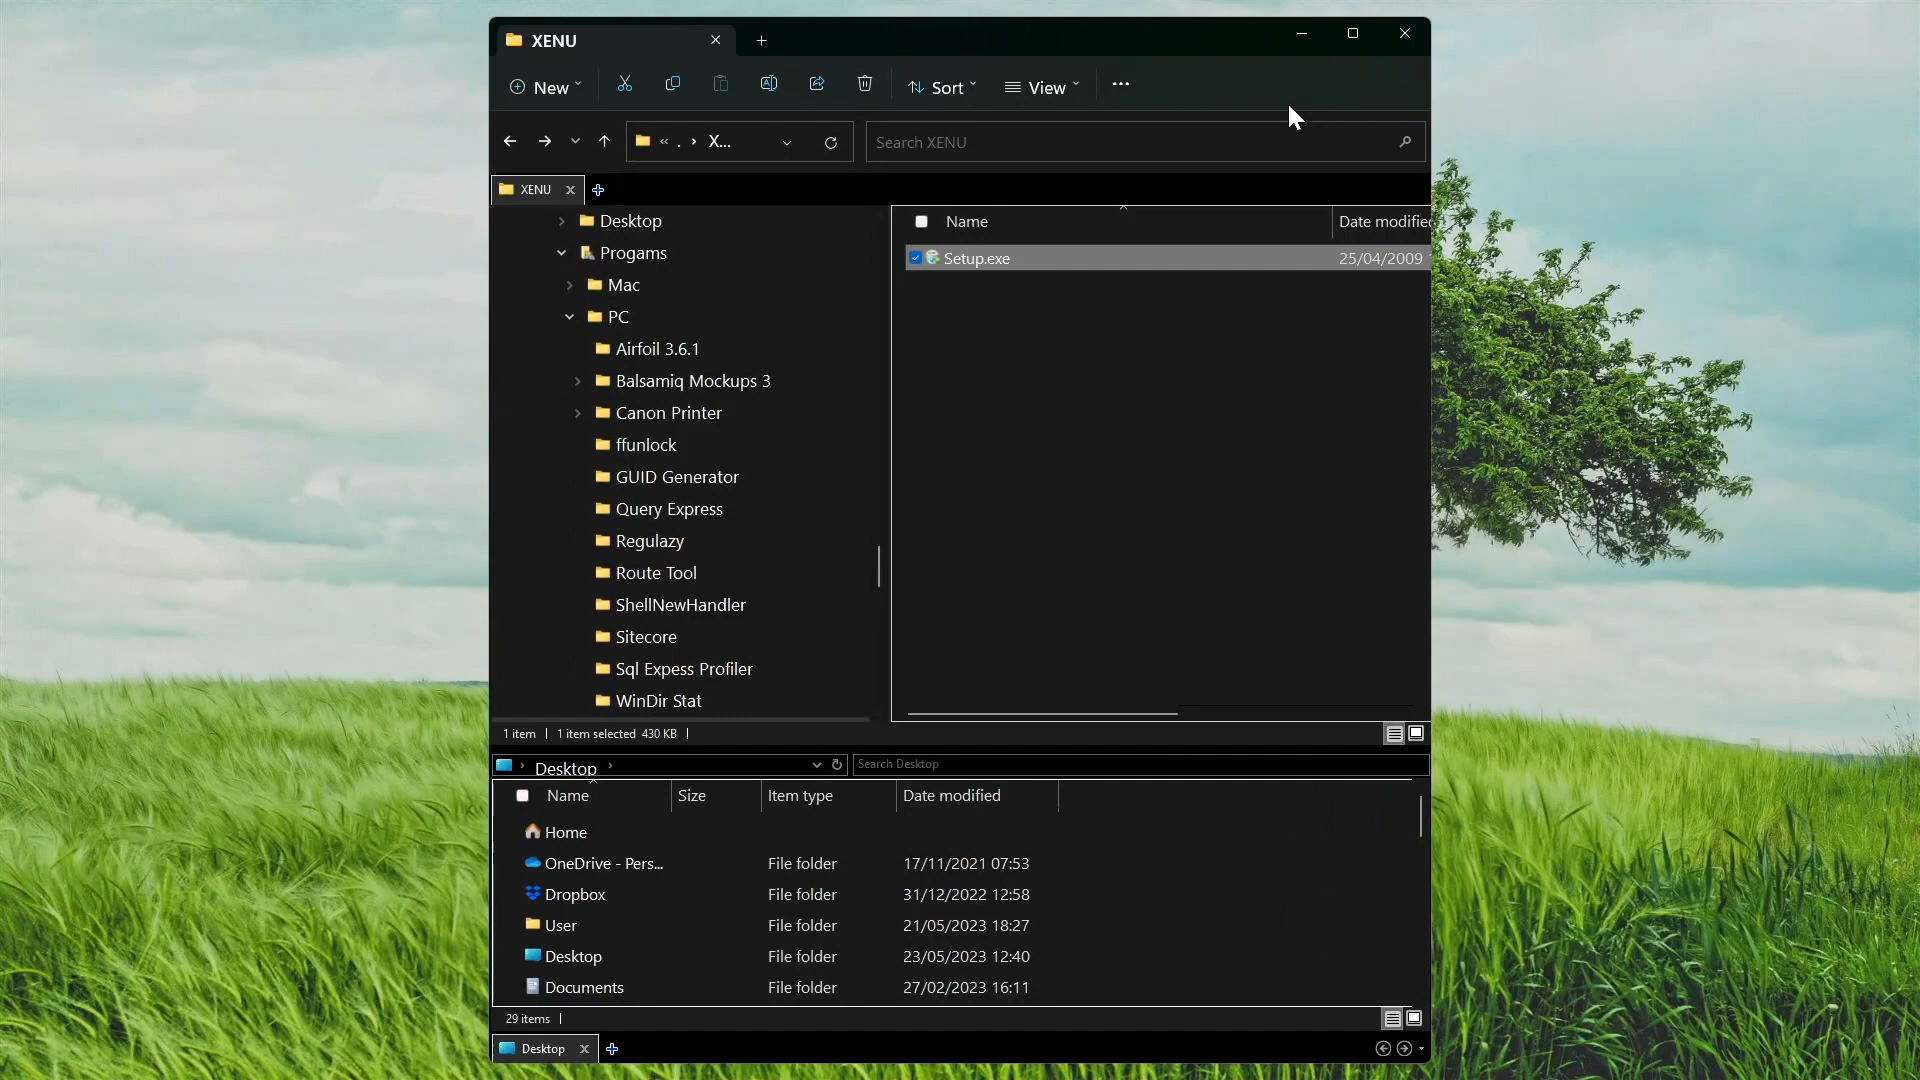 XENU
New
Sort
View
« . › X...
Search XENU
XENU
Desktop
Progams
Mac
PC
Airfoil 3.6.1
Balsamiq Mockups 3
Canon Printer
ffunlock
GUID Generator
Query Express
Regulazy
Route Tool
ShellNewHandler
Sitecore
Sql Expess Profiler
WinDir Stat
Name Date modified
Setup.exe 25/04/2009
1 item 1 item selected 430 KB
Desktop
Search Desktop
Name Size Item type Date modified
Home
OneDrive - Pers... File folder 17/11/2021 07:53
Dropbox File folder 31/12/2022 12:58
User File folder 21/05/2023 18:27
Desktop File folder 23/05/2023 12:40
Documents File folder 27/02/2023 16:11
29 items
Desktop